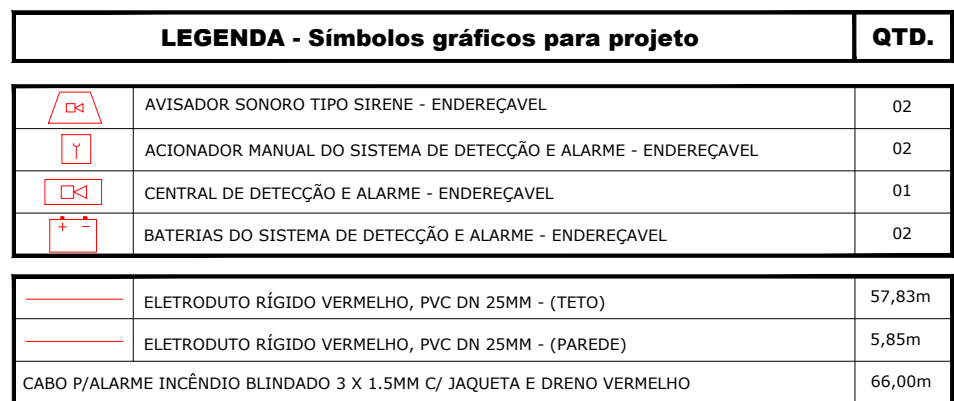 LEGENDA - Símbolos gráficos para projeto QTD.
AVISADOR SONORO TIPO SIRENE - ENDEREÇAVEL 02
ACIONADOR MANUAL DO SISTEMA DE DETECÇÃO E ALARME - ENDEREÇAVEL 02
CENTRAL DE DETECÇÃO E ALARME - ENDEREÇAVEL 01
+ - BATERIAS DO SISTEMA DE DETECÇÃO E ALARME - ENDEREÇAVEL 02
ELETRODUTO RÍGIDO VERMELHO, PVC DN 25MM - (TETO) 57,83m
ELETRODUTO RÍGIDO VERMELHO, PVC DN 25MM - (PAREDE) 5,85m
CABO P/ALARME INCÊNDIO BLINDADO 3 X 1.5MM C/ JAQUETA E DRENO VERMELHO 66,00m